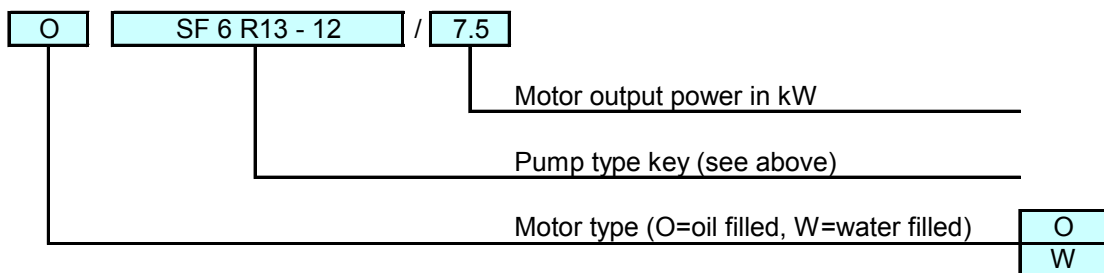 O SF 6 R13 - 12 / 7.5
Motor output power in kW
Pump type key (see above)
Motor type (O=oil filled, W=water filled) O
W